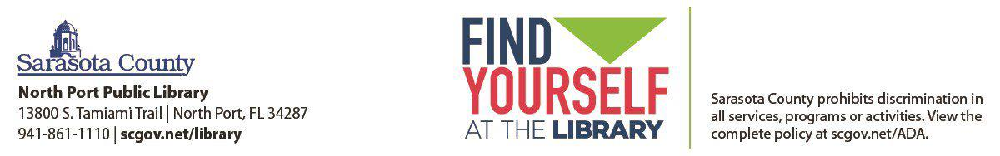 Sarasota County
North Port Public Library
13800 S. Tamiami Trail | North Port, FL 34287
941-861-1110 | scgov.net/library
FIND
YOURSELF
AT THE LIBRARY
Sarasota County prohibits discrimination in
all services, programs or activities. View the
complete policy at scgov.net/ADA.